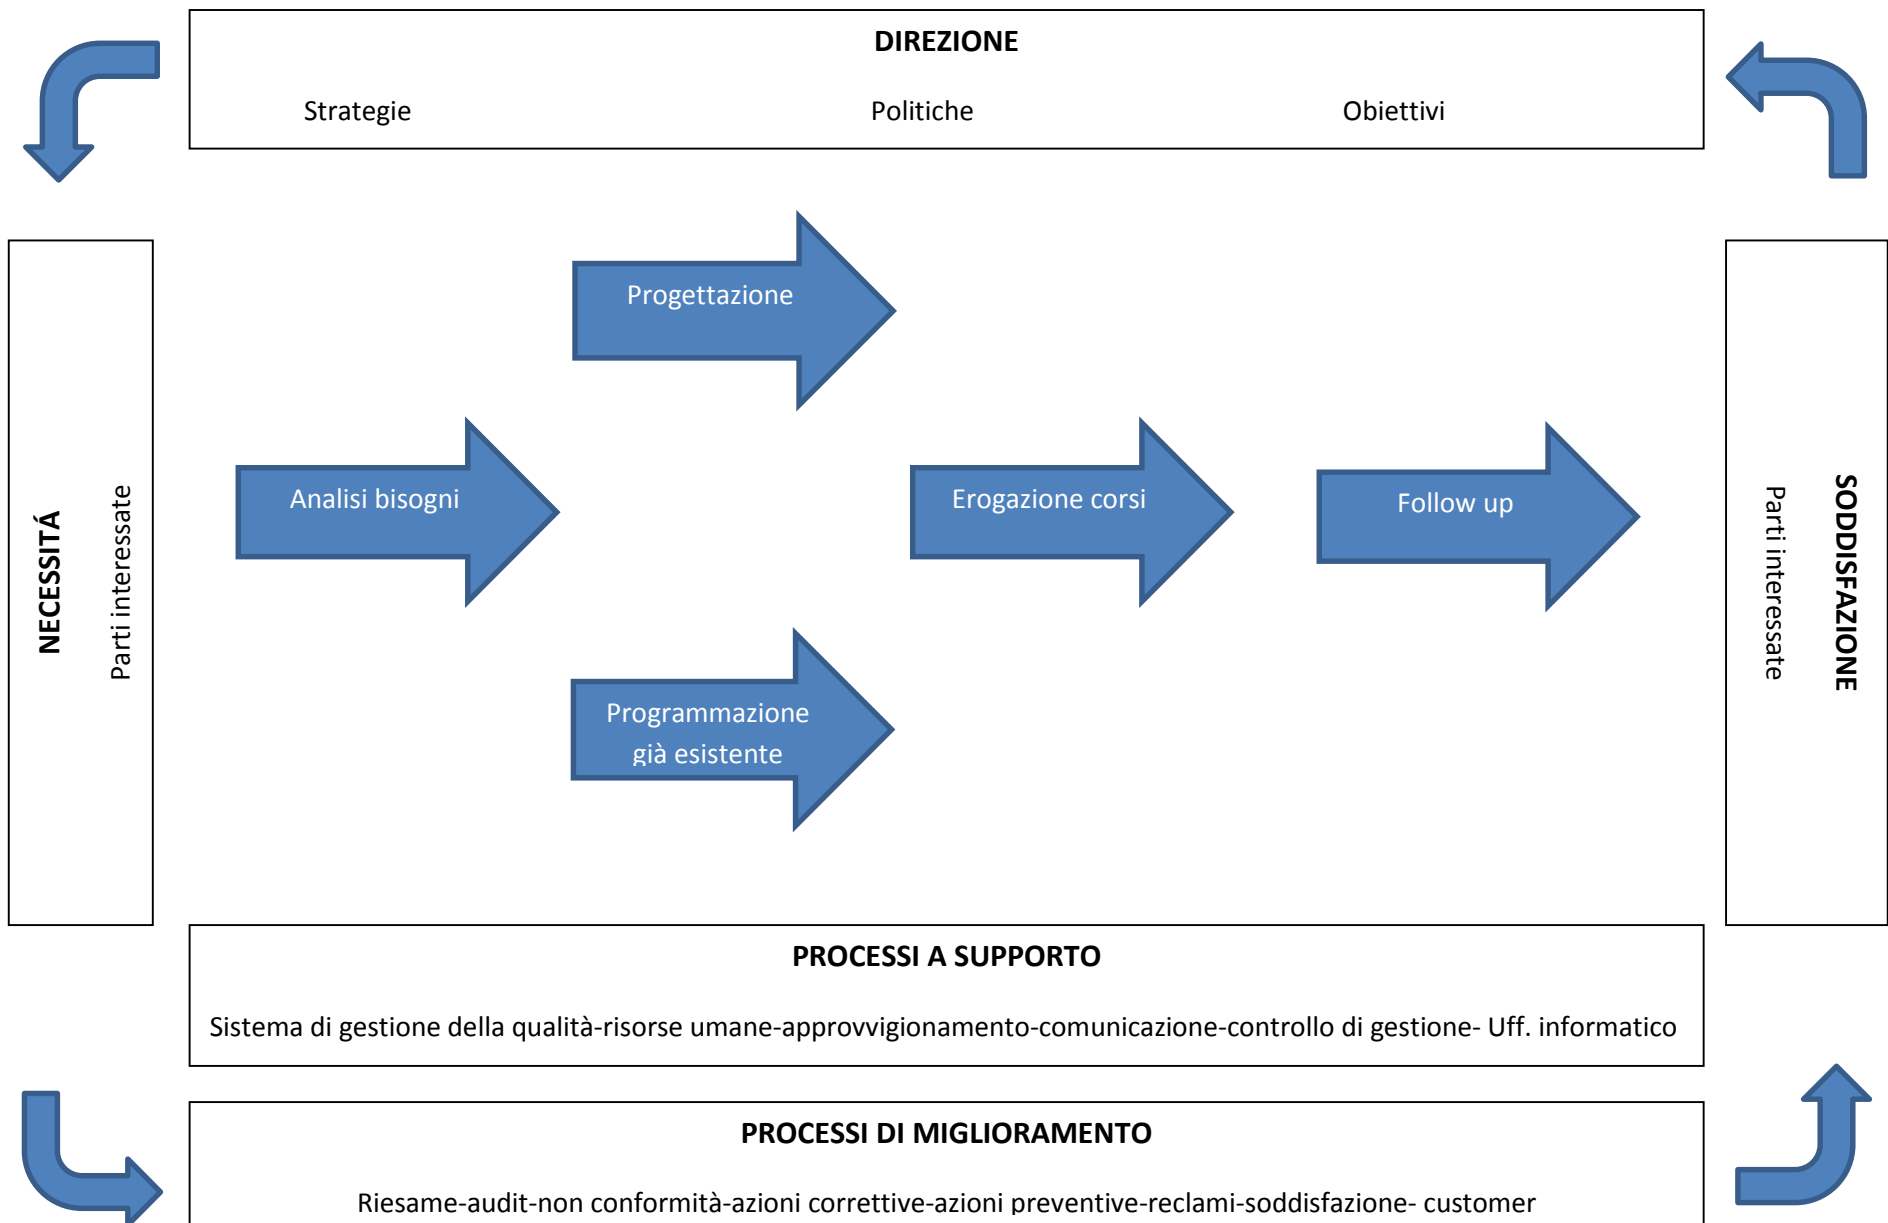 DIREZIONE
Strategie Politiche Obiettivi
NECESSITÁ
Parti interessate
Analisi bisogni
Progettazione
Programmazione
già esistente
Erogazione corsi
Follow up
SODDISFAZIONE
Parti interessate
PROCESSI A SUPPORTO
Sistema di gestione della qualità-risorse umane-approvvigionamento-comunicazione-controllo di gestione- Uff. informatico
PROCESSI DI MIGLIORAMENTO
Riesame-audit-non conformità-azioni correttive-azioni preventive-reclami-soddisfazione- customer